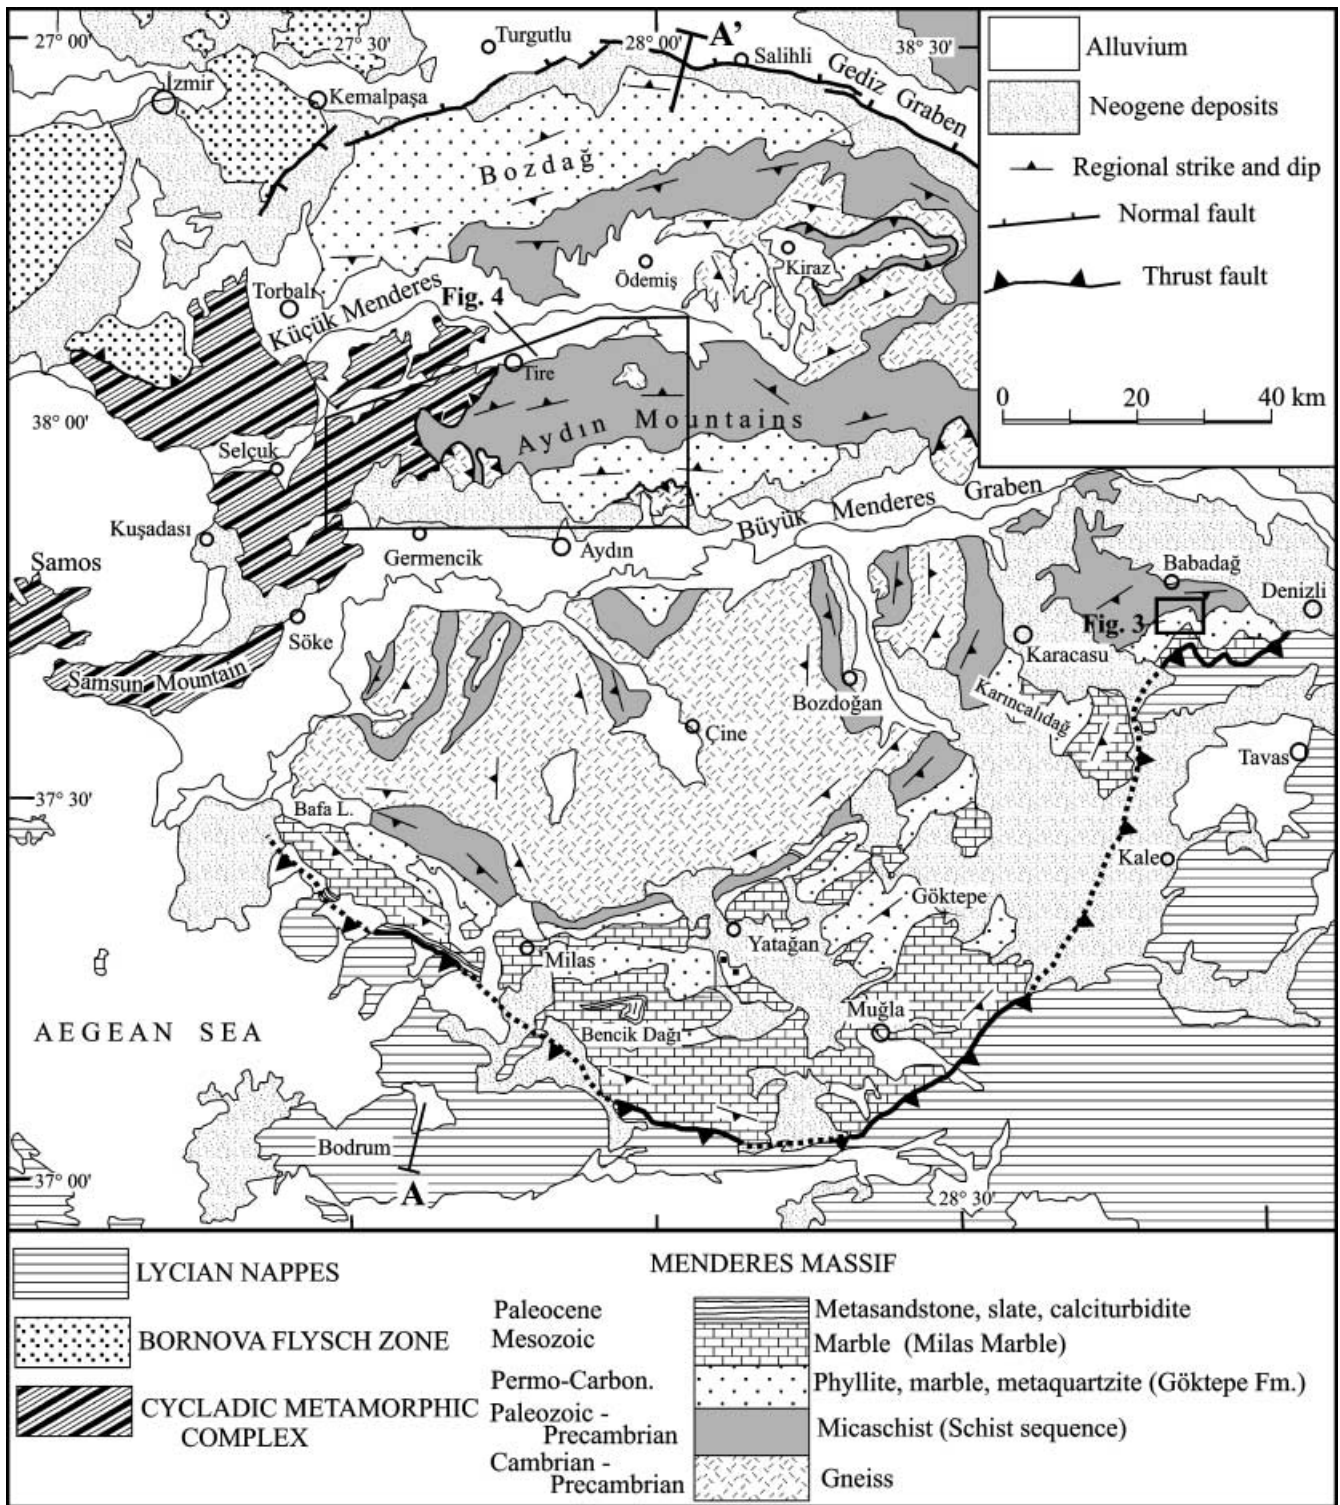 27° 00'
27° 30'
Turgutlu
28° 00'
A’
Salihli
38° 30'
Gediz Graben
İzmir
Kemalpaşa
Bozdağ
Ödemiş
Kiraz
Torbalı
Küçük Menderes
Fig. 4
Tire
38° 00'
Aydın Mountains
Selçuk
Kuşadası
Büyük Menderes Graben
Germencik
Aydın
Samos
Babadağ
Denizli
Fig. 3
Söke
Karacasu
Samsun Mountain
Bozdoğan
Karıncalıdağ
Çine
Tavas
37° 30'
Bafa L.
Kale
Göktepe
Yatağan
Milas
Muğla
AEGEAN SEA
Bencik Dağı
Bodrum
37° 00'
A
28° 30'
Alluvium
Neogene deposits
Regional strike and dip
Normal fault
Thrust fault
0 20 40 km
LYCIAN NAPPES
BORNOVA FLYSCH ZONE
CYCLADIC METAMORPHIC
COMPLEX
MENDERES MASSIF
Paleocene
Metasandstone, slate, calciturbidite
Mesozoic
Marble (Milas Marble)
Permo-Carbon.
Phyllite, marble, metaquartzite (Göktepe Fm.)
Paleozoic -
Precambrian
Micaschist (Schist sequence)
Cambrian -
Precambrian
Gneiss